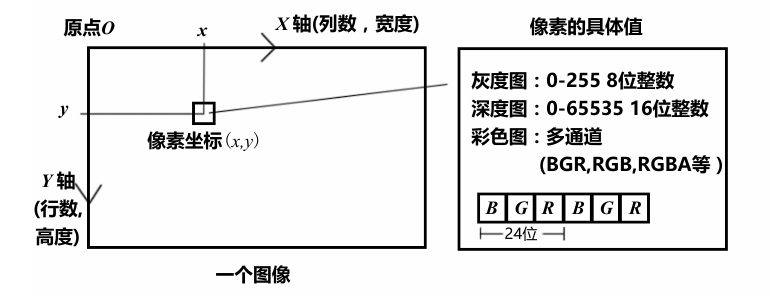 原点O
x
X 轴(列数，宽度)
y
像素坐标(x,y)
Y 轴
(行数,
高度)
一个图像
像素的具体值
灰度图：0-255 8位整数
深度图：0-65535 16位整数
彩色图：多通道
(BGR,RGB,RGBA等 )
B G R B G R
24位